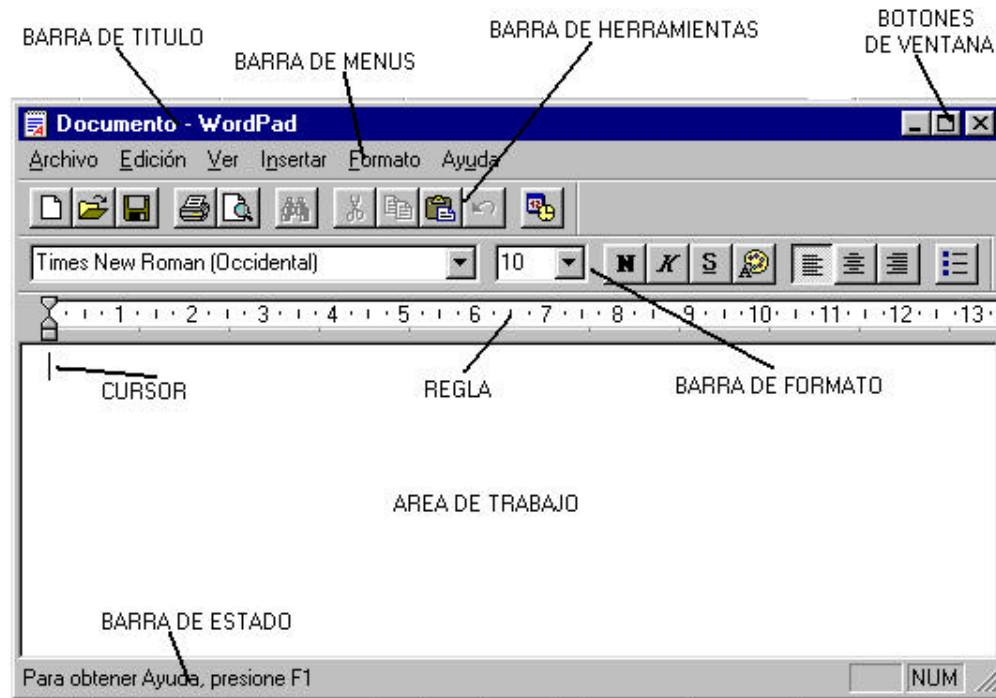 BARRA DE TITULO
BARRA DE MENUS
BARRA DE HERRAMIENTAS
BOTONES
DE VENTANA
Documento - WordPad
Archivo Edición Ver Insertar Formato Ayuda
Times New Roman (Occidental) 10 N K S
1 2 3 4 5 6 7 8 9 10 11 12 13
CURSOR REGLA BARRA DE FORMATO
AREA DE TRABAJO
BARRA DE ESTADO
Para obtener Ayuda, presione F1 NUM